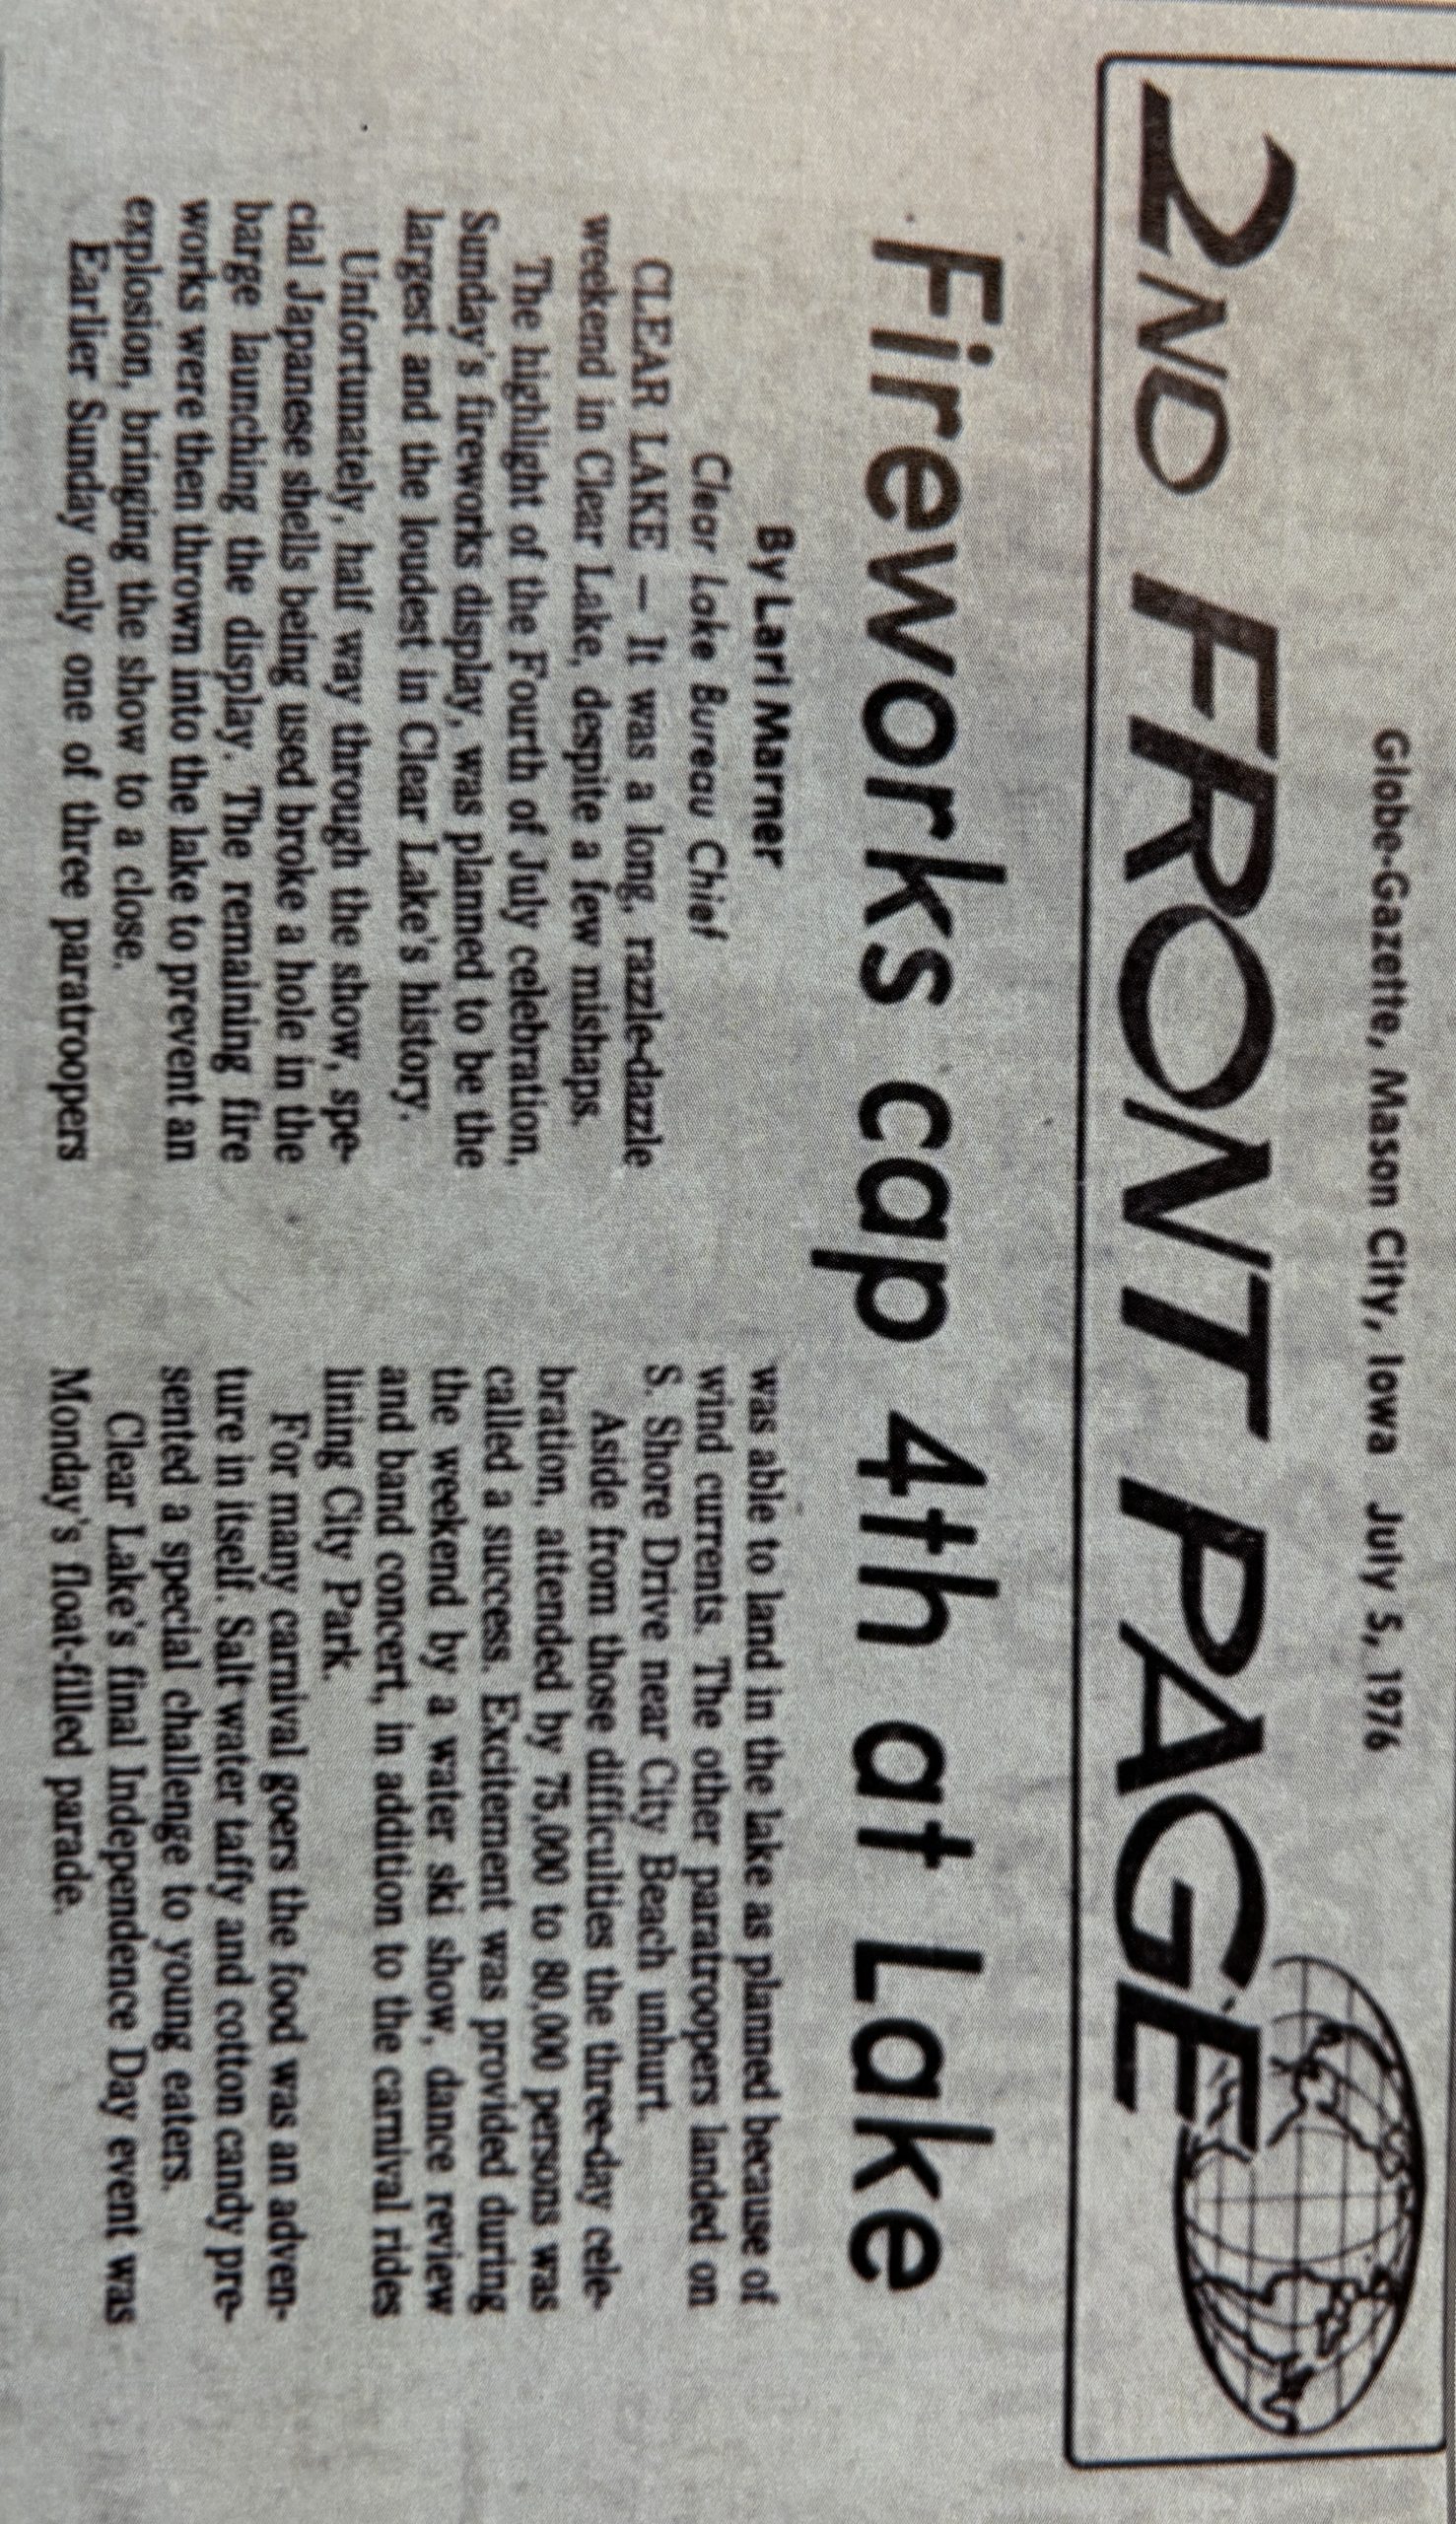 Globe-Gazette, Mason City, Iowa July 5, 1976
2ND FRONT PAGE
Fireworks cap 4th at Lake
By Lari Marner
Clear Lake Bureau Chief
CLEAR LAKE — It was a long, razzle-dazzle
weekend in Clear Lake, despite a few mishaps.
The highlight of the Fourth of July celebration,
Sunday's fireworks display, was planned to be the
largest and the loudest in Clear Lake's history.
Unfortunately, half way through the show, spe-
cial Japanese shells being used broke a hole in the
barge launching the display. The remaining fire
works were then thrown into the lake to prevent an
explosion, bringing the show to a close.
Earlier Sunday only one of three paratroopers
was able to land in the lake as planned because of
wind currents. The other paratroopers landed on
S. Shore Drive near City Beach unhurt.
Aside from those difficulties the three-day cele-
bration, attended by 75,000 to 80,000 persons was
called a success. Excitement was provided during
the weekend by a water ski show, dance review
and band concert, in addition to the carnival rides
lining City Park.
For many carnival goers the food was an adven-
ture in itself. Salt water taffy and cotton candy pre-
sented a special challenge to young eaters.
Clear Lake's final Independence Day event was
Monday's float-filled parade.